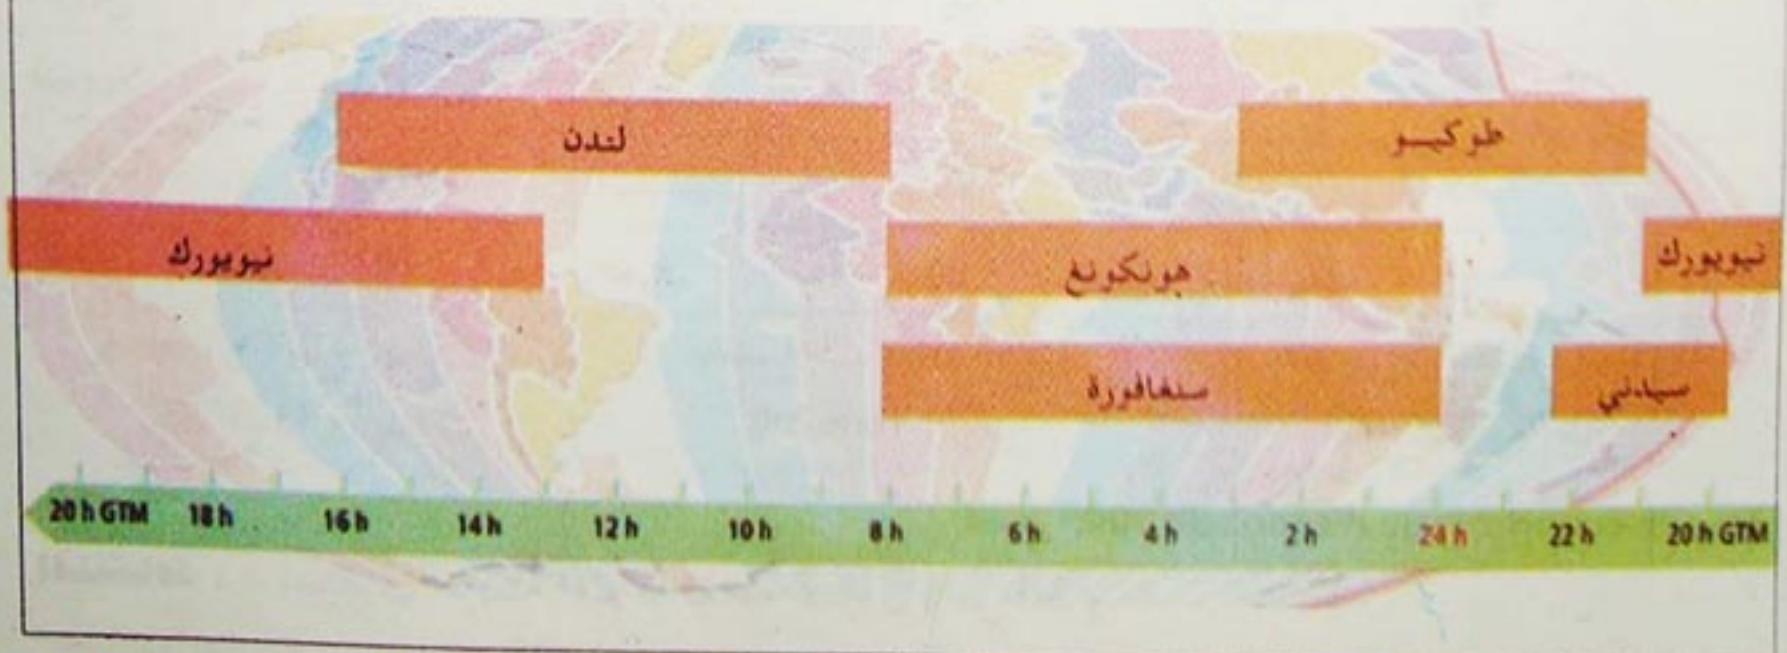 لندن
طوكيو
نيويورك
هونكونغ
نيويورك
سنغافورة
سيدني
20 h GTM 18 h 16 h 14 h 12 h 10 h 8 h 6 h 4 h 2 h 24 h 22 h 20 h GTM